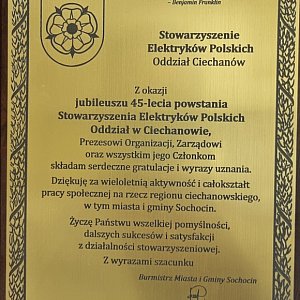 – Benjamin Franklin
Stowarzyszenie
Elektryków Polskich
Oddział Ciechanów
Z okazji
jubileuszu 45-lecia powstania
Stowarzyszenia Elektryków Polskich
Oddział w Ciechanowie,
Prezesowi Organizacji, Zarządowi
oraz wszystkim jego Członkom
składam serdeczne gratulacje i wyrazy uznania.
Dziękuję za wieloletnią aktywność i całokształt
pracy społecznej na rzecz regionu ciechanowskiego,
w tym miasta i gminy Sochocin.
Życzę Państwu wszelkiej pomyślności,
dalszych sukcesów i satysfakcji
z działalności stowarzyszeniowej.
Z wyrazami szacunku
Burmistrz Miasta i Gminy Sochocin